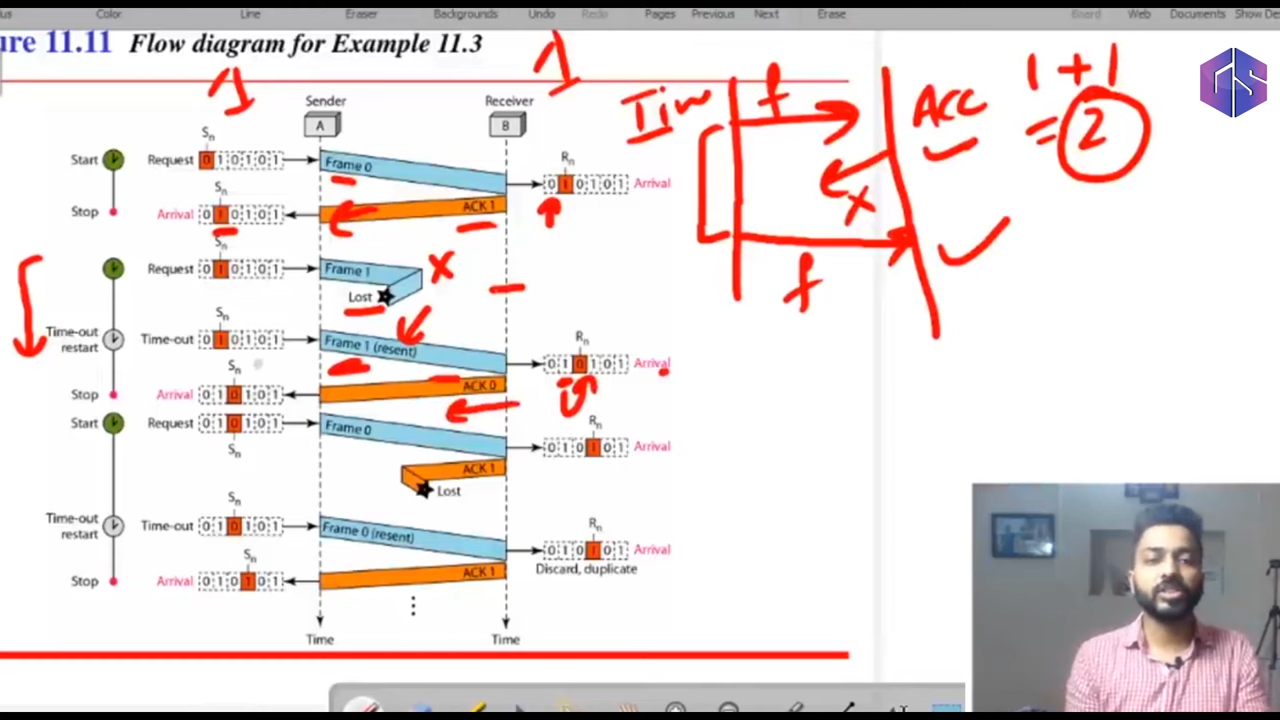 Color Line Eraser Backgrounds Undo Redo Pages Previous Next Erase Board Web Documents Show De
ure 11.11 Flow diagram for Example 11.3
1 1
1 + 1
= 2
f
ACC
x
f
Sender Receiver
A B
Sn
Start Request 0 1 0 1 0 1 Frame 0
Rn
0 1 0 1 0 1 Arrival
Sn
Stop Arrival 0 1 0 1 0 1 ACK 1
Sn
Request 0 1 0 1 0 1 Frame 1 x
Lost
Sn
Time-out restart Time-out 0 1 0 1 0 1 Frame 1 (resent)
Rn
0 1 0 1 0 1 Arrival
Sn
Stop Arrival 0 1 0 1 0 1 ACK 0
Start Request 0 1 0 1 0 1 Frame 0
Sn
Rn
0 1 0 1 0 1 Arrival
ACK 1
Lost
Sn
Time-out restart Time-out 0 1 0 1 0 1 Frame 0 (resent)
Rn
0 1 0 1 0 1 Arrival
Discard, duplicate
Sn
Stop Arrival 0 1 0 1 0 1 ACK 1
Time Time